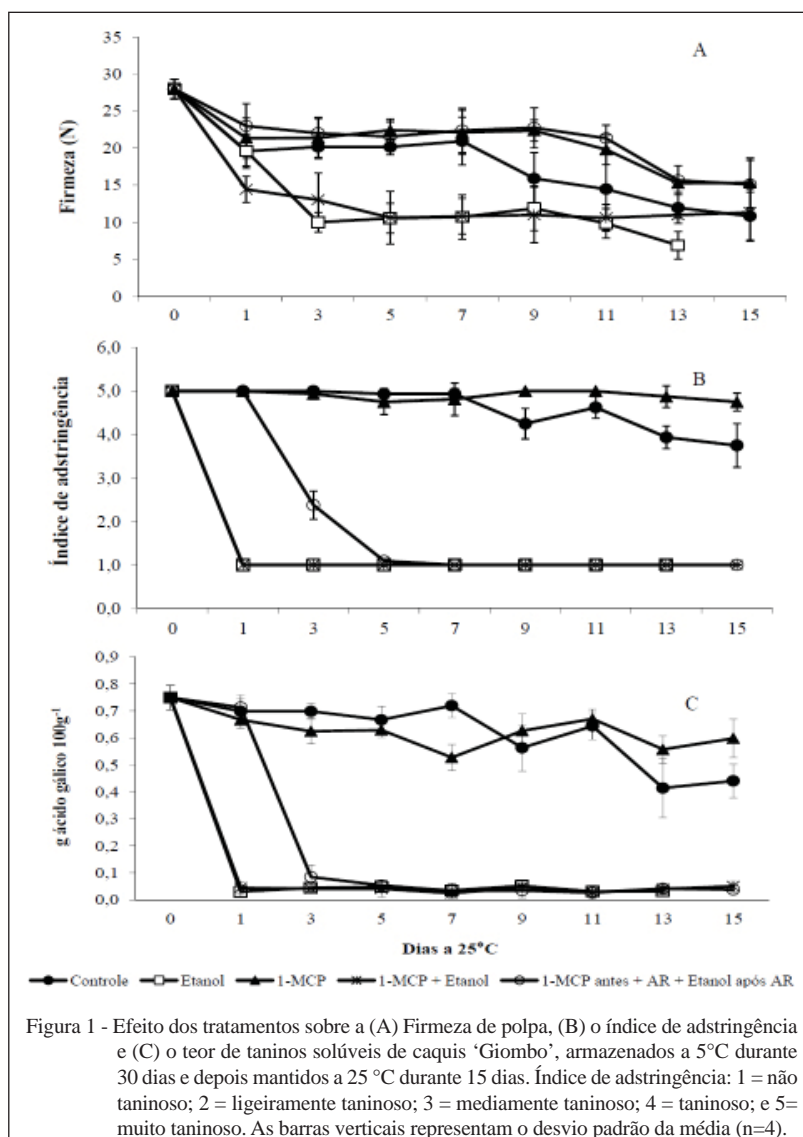 A
Firmeza (N)
35
30
25
20
15
10
5
0
0 1 3 5 7 9 11 13 15
B
Índice de adstringência
6,0
5,0
4,0
3,0
2,0
1,0
0,0
0 1 3 5 7 9 11 13 15
C
g ácido gálico 100g⁻¹
0,9
0,8
0,7
0,6
0,5
0,4
0,3
0,2
0,1
0,0
0 1 3 5 7 9 11 13 15
Dias a 25°C
Controle Etanol 1-MCP 1-MCP + Etanol 1-MCP antes + AR + Etanol após AR
Figura 1 - Efeito dos tratamentos sobre a (A) Firmeza de polpa, (B) o índice de adstringência
e (C) o teor de taninos solúveis de caquis ‘Giombo’, armazenados a 5°C durante
30 dias e depois mantidos a 25 °C durante 15 dias. Índice de adstringência: 1 = não
taninoso; 2 = ligeiramente taninoso; 3 = mediamente taninoso; 4 = taninoso; e 5=
muito taninoso. As barras verticais representam o desvio padrão da média (n=4).